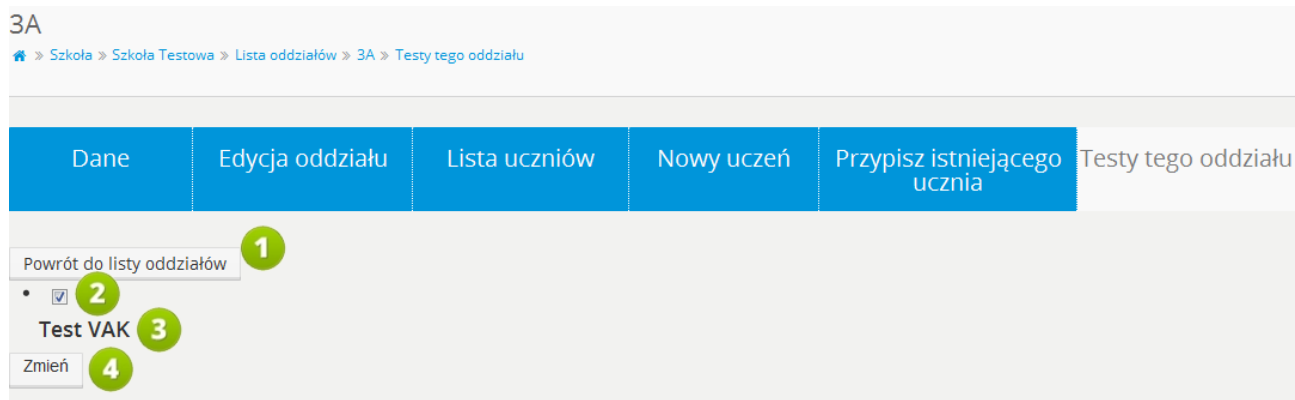 3A
» Szkoła » Szkoła Testowa » Lista oddziałów » 3A » Testy tego oddziału
Dane
Edycja oddziału
Lista uczniów
Nowy uczeń
Przypisz istniejącego
ucznia
Testy tego oddziału
Powrót do listy oddziałów 1
2
Test VAK 3
Zmień 4